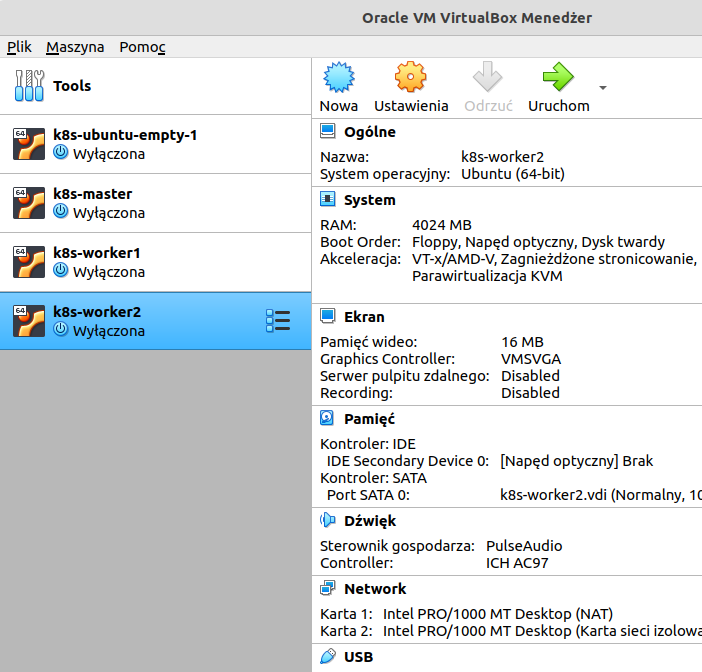 Oracle VM VirtualBox Menedżer
Plik Maszyna Pomoc
Tools
Nowa Ustawienia Odrzuć Uruchom
64 k8s-ubuntu-empty-1
Wyłączona
64 k8s-master
Wyłączona
64 k8s-worker1
Wyłączona
64 k8s-worker2
Wyłączona
Ogólne
Nazwa: k8s-worker2
System operacyjny: Ubuntu (64-bit)
System
RAM: 4024 MB
Boot Order: Floppy, Napęd optyczny, Dysk twardy
Akceleracja: VT-x/AMD-V, Zagnieżdżone stronicowanie,
Parawirtualizacja KVM
Ekran
Pamięć wideo: 16 MB
Graphics Controller: VMSVGA
Serwer pulpitu zdalnego: Disabled
Recording: Disabled
Pamięć
Kontroler: IDE
IDE Secondary Device 0: [Napęd optyczny] Brak
Kontroler: SATA
Port SATA 0: k8s-worker2.vdi (Normalny, 10
Dźwięk
Sterownik gospodarza: PulseAudio
Controller: ICH AC97
Network
Karta 1: Intel PRO/1000 MT Desktop (NAT)
Karta 2: Intel PRO/1000 MT Desktop (Karta sieci izolowa
USB